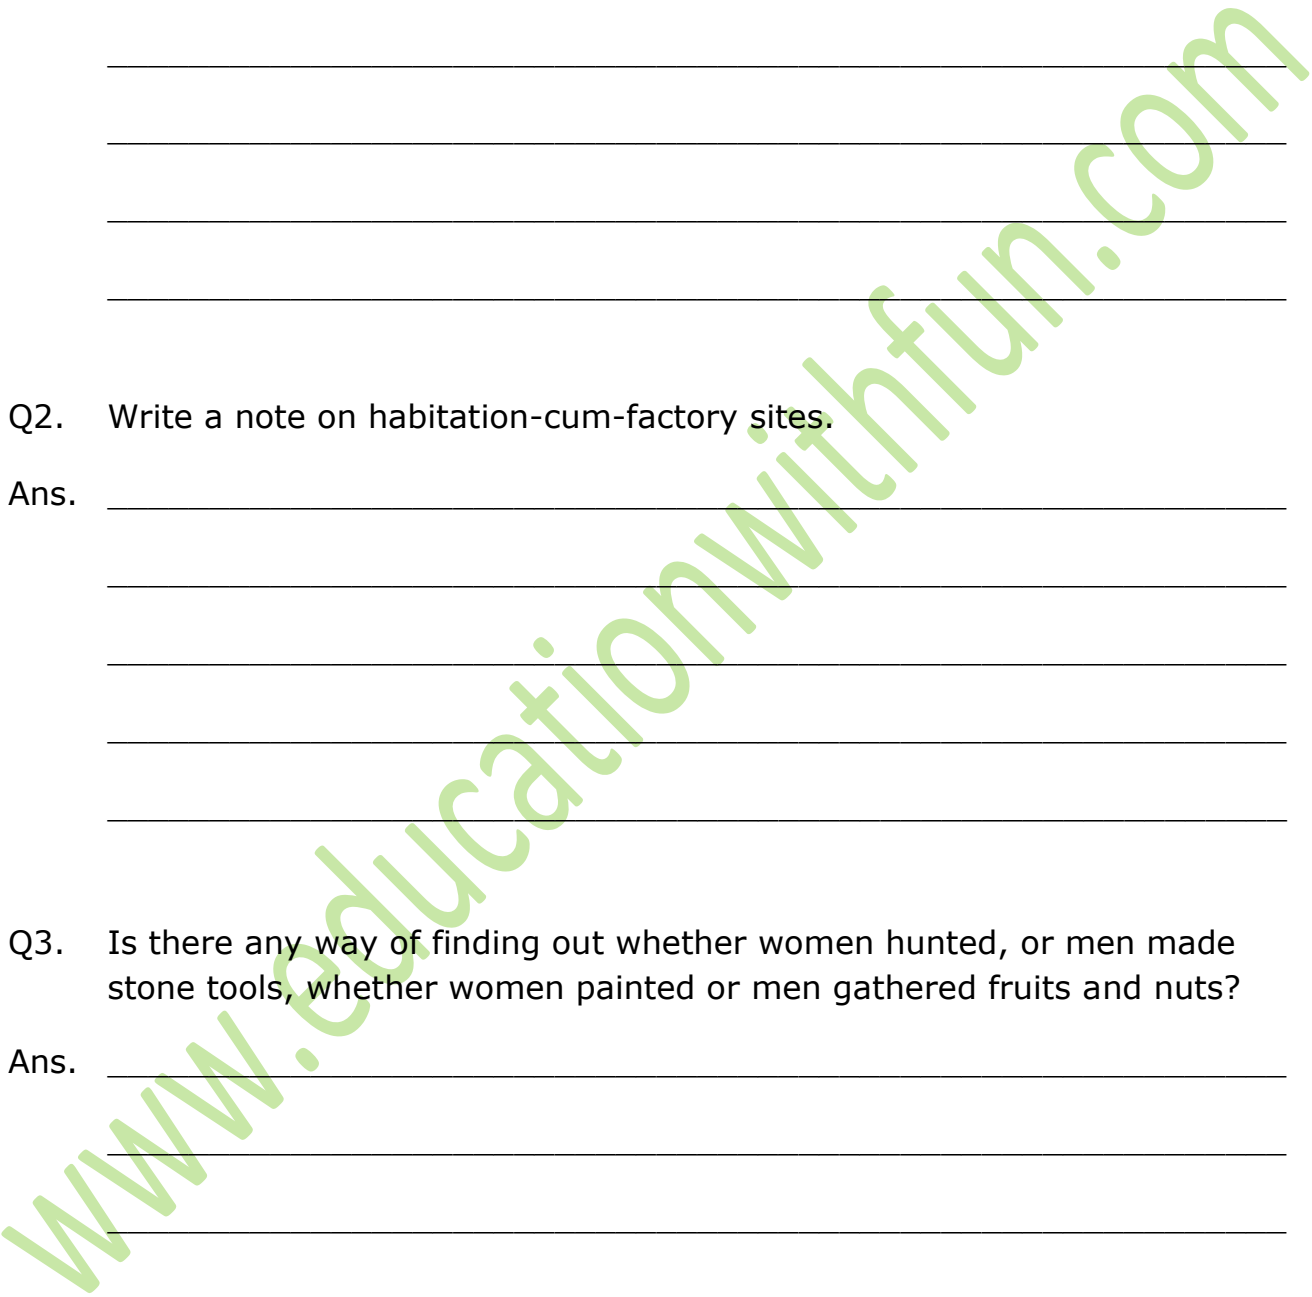 Q2. Write a note on habitation-cum-factory sites.
Ans.
Q3. Is there any way of finding out whether women hunted, or men made
stone tools, whether women painted or men gathered fruits and nuts?
Ans.
www.educationwithfun.com